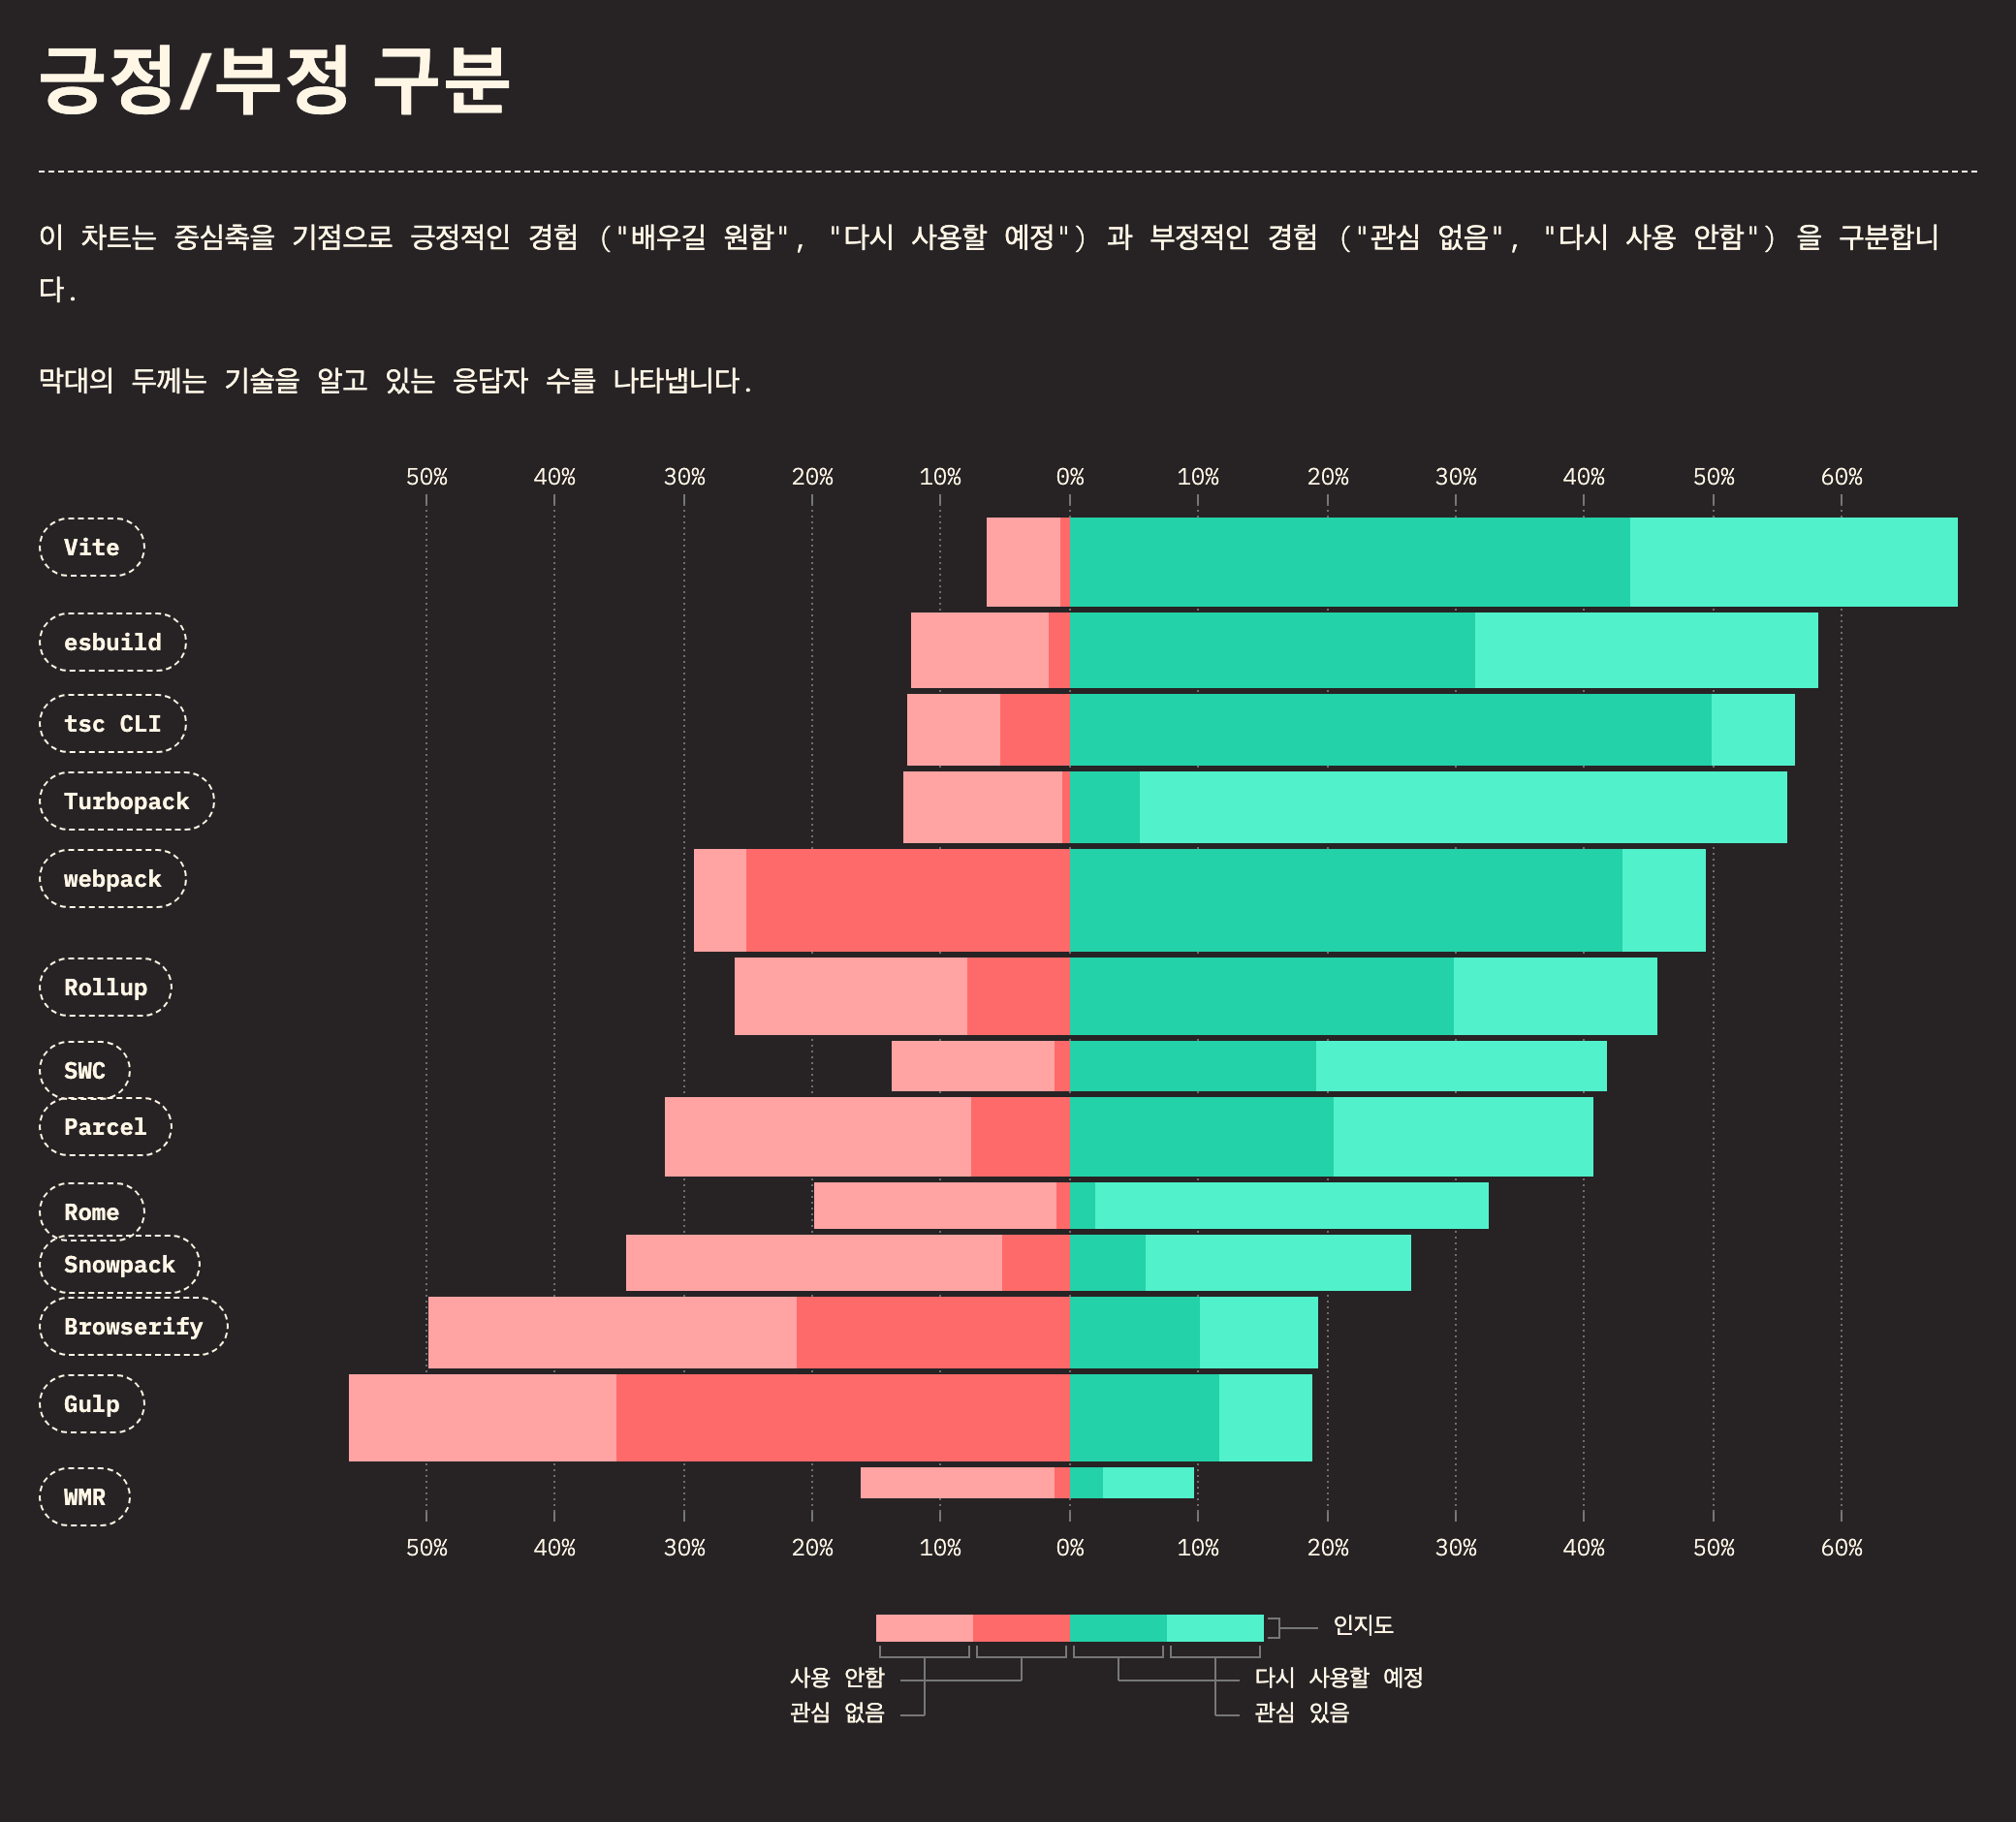 긍정/부정 구분
이 차트는 중심축을 기점으로 긍정적인 경험 ("배우길 원함", "다시 사용할 예정") 과 부정적인 경험 ("관심 없음", "다시 사용 안함") 을 구분합니
다.
막대의 두께는 기술을 알고 있는 응답자 수를 나타냅니다.
50% 40% 30% 20% 10% 0% 10% 20% 30% 40% 50% 60%
Vite
esbuild
tsc CLI
Turbopack
webpack
Rollup
SWC
Parcel
Rome
Snowpack
Browserify
Gulp
WMR
50% 40% 30% 20% 10% 0% 10% 20% 30% 40% 50% 60%
인지도
사용 안함 다시 사용할 예정
관심 없음 관심 있음